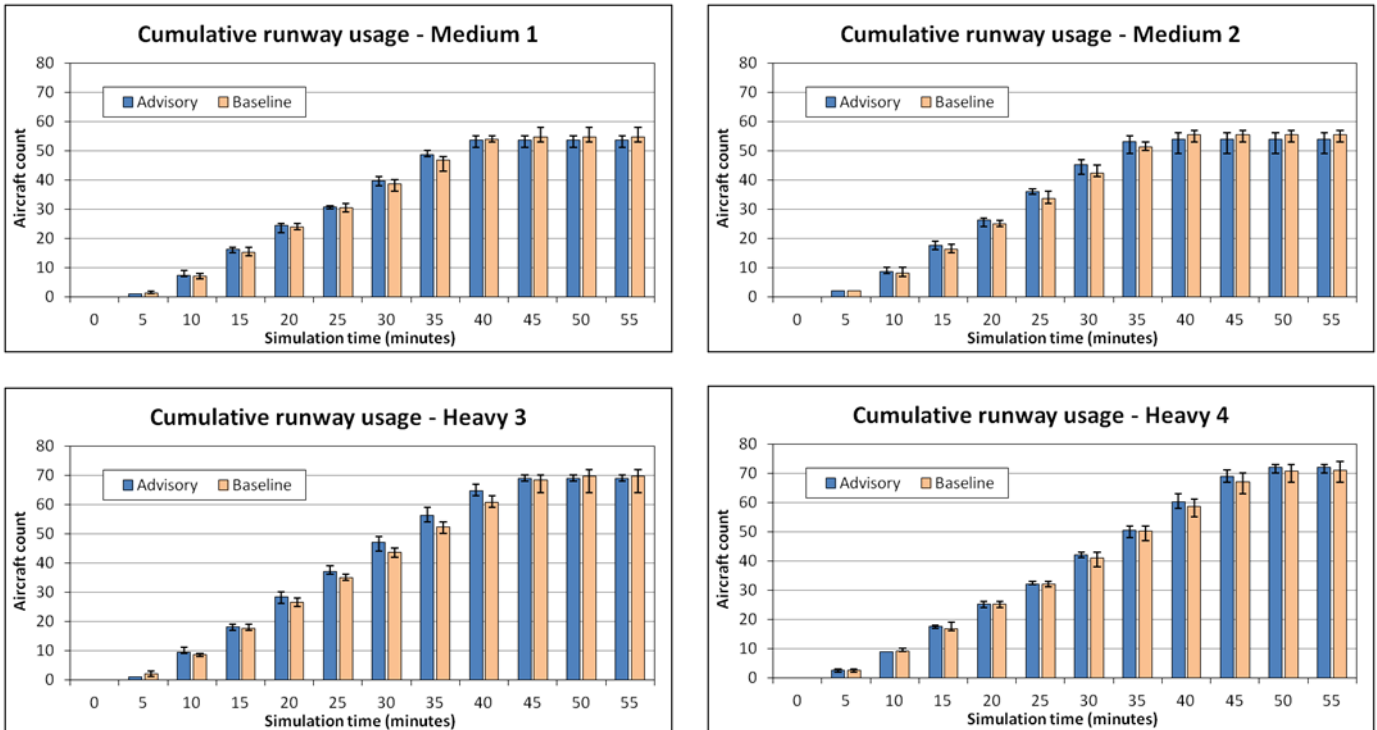 Cumulative runway usage - Medium 1
Aircraft count
80
70
60
50
40
30
20
10
0
Advisory Baseline
0 5 10 15 20 25 30 35 40 45 50 55
Simulation time (minutes)
Cumulative runway usage - Medium 2
Aircraft count
80
70
60
50
40
30
20
10
0
Advisory Baseline
0 5 10 15 20 25 30 35 40 45 50 55
Simulation time (minutes)
Cumulative runway usage - Heavy 3
Aircraft count
80
70
60
50
40
30
20
10
0
Advisory Baseline
0 5 10 15 20 25 30 35 40 45 50 55
Simulation time (minutes)
Cumulative runway usage - Heavy 4
Aircraft count
80
70
60
50
40
30
20
10
0
Advisory Baseline
0 5 10 15 20 25 30 35 40 45 50 55
Simulation time (minutes)